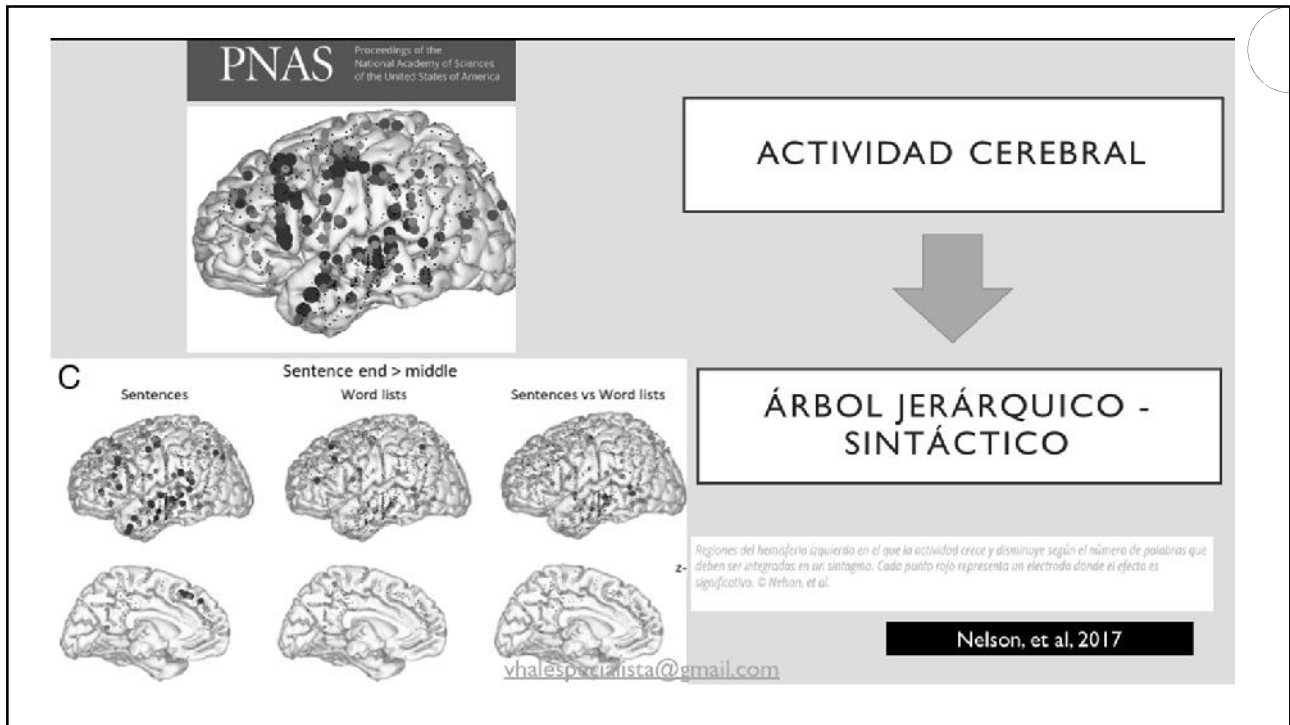 PNAS
Proceedings of the
National Academy of Sciences
of the United States of America
ACTIVIDAD CEREBRAL
ÁRBOL JERÁRQUICO -
SINTÁCTICO
C
Sentence end > middle
Sentences
Word lists
Sentences vs Word lists
z-
Regiones del hemisferio izquierdo en el que la actividad crece y disminuye según el número de palabras que
deben ser integradas en un sintagma. Cada punto rojo representa un electrodo donde el efecto es
significativo. © Nelson, et al.
Nelson, et al, 2017
vhalespecialista@gmail.com